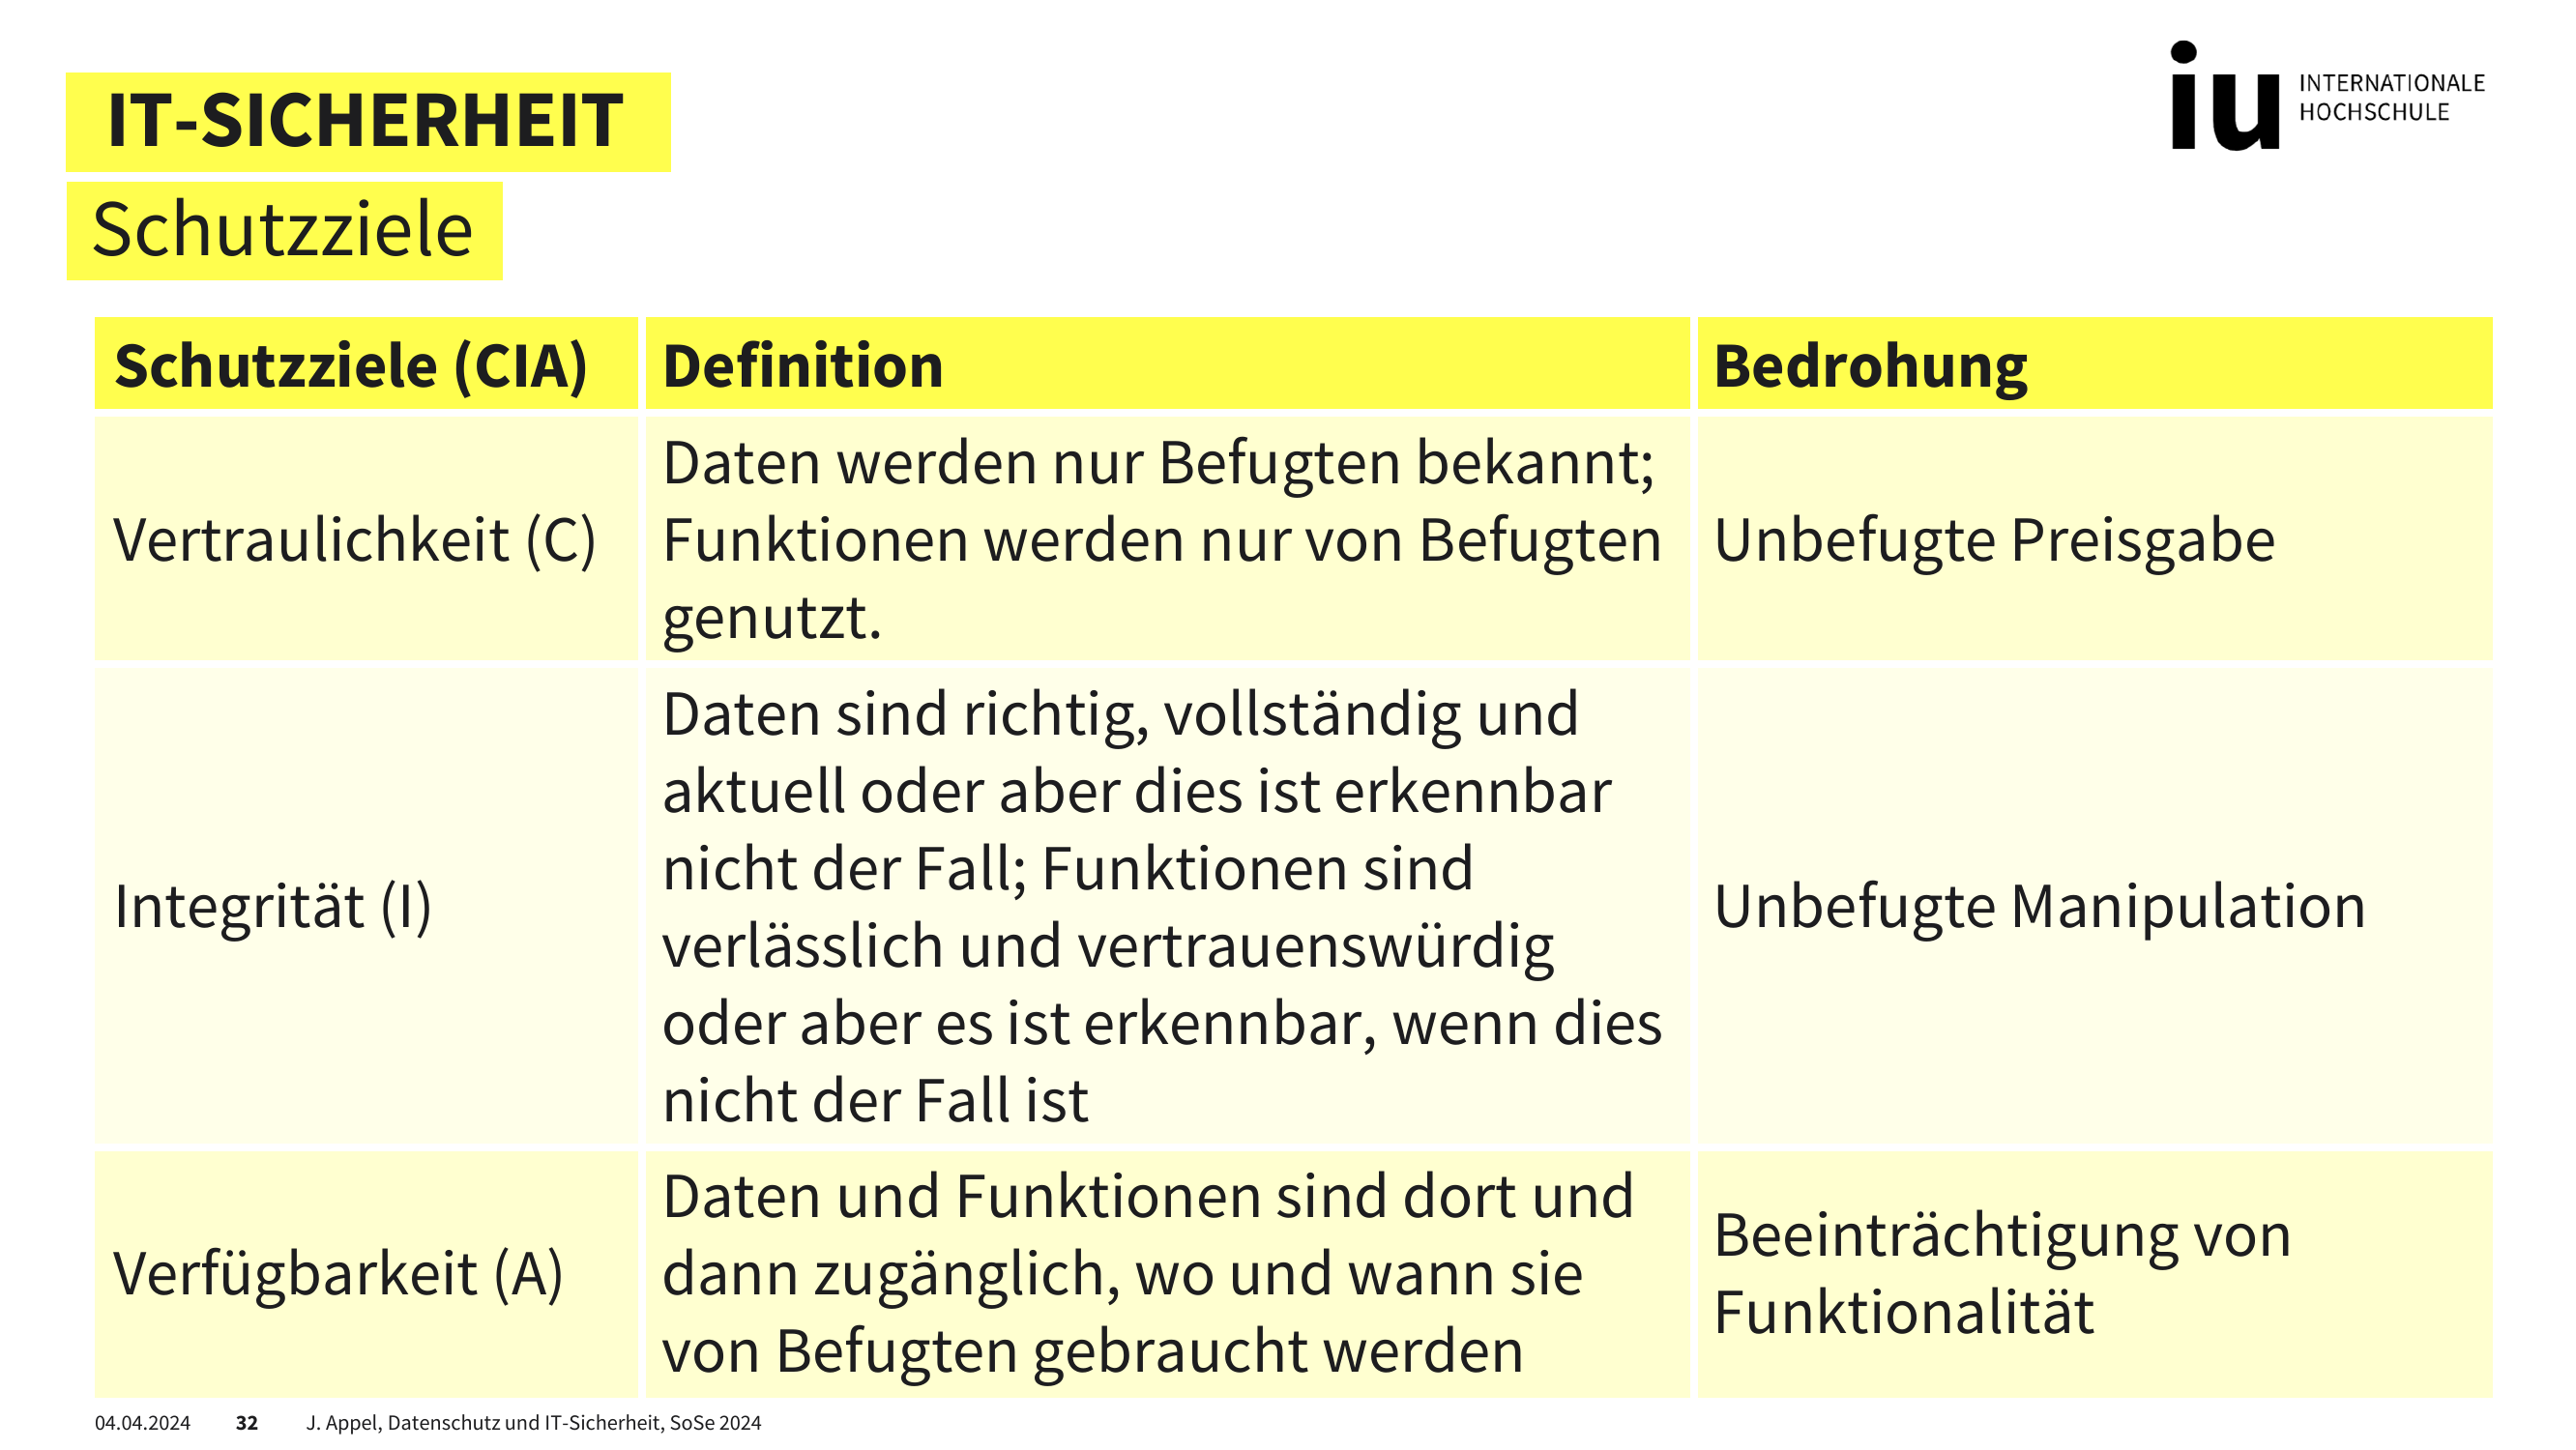 IT-SICHERHEIT
Schutzziele
iu INTERNATIONALE
HOCHSCHULE
Schutzziele (CIA)
Definition
Bedrohung
Vertraulichkeit (C)
Daten werden nur Befugten bekannt;
Funktionen werden nur von Befugten
genutzt.
Unbefugte Preisgabe
Integrität (I)
Daten sind richtig, vollständig und
aktuell oder aber dies ist erkennbar
nicht der Fall; Funktionen sind
verlässlich und vertrauenswürdig
oder aber es ist erkennbar, wenn dies
nicht der Fall ist
Unbefugte Manipulation
Verfügbarkeit (A)
Daten und Funktionen sind dort und
dann zugänglich, wo und wann sie
von Befugten gebraucht werden
Beeinträchtigung von
Funktionalität
04.04.2024 32 J. Appel, Datenschutz und IT-Sicherheit, SoSe 2024